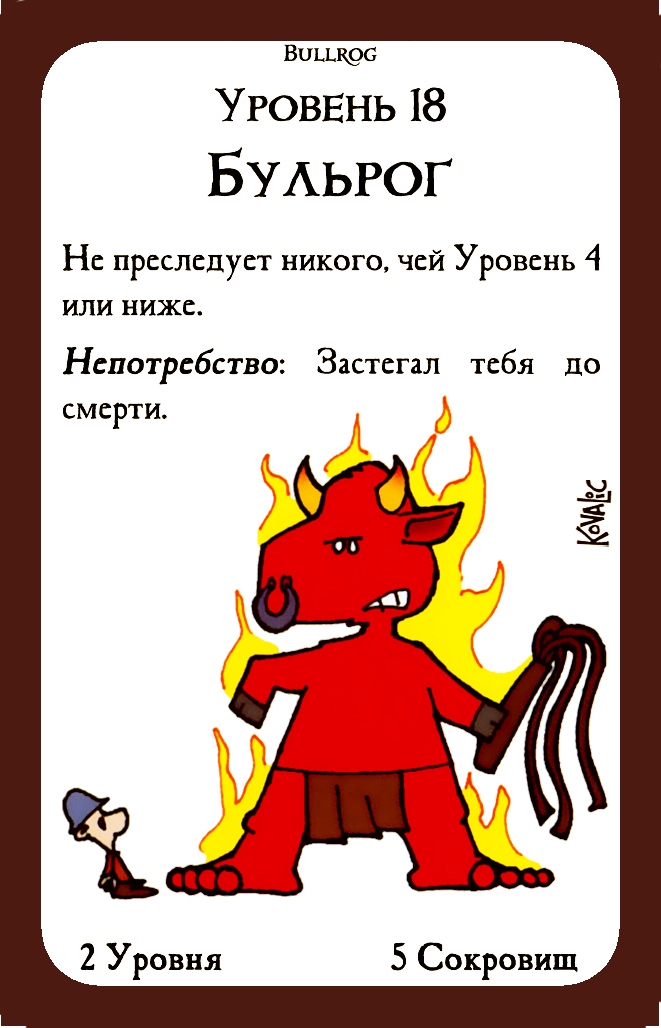 Bullrog
Уровень 18
Бульрог
Не преследует никого, чей Уровень 4
или ниже.
Непотребство: Застегал тебя до
смерти.
Kovalic
2 Уровня
5 Сокровищ